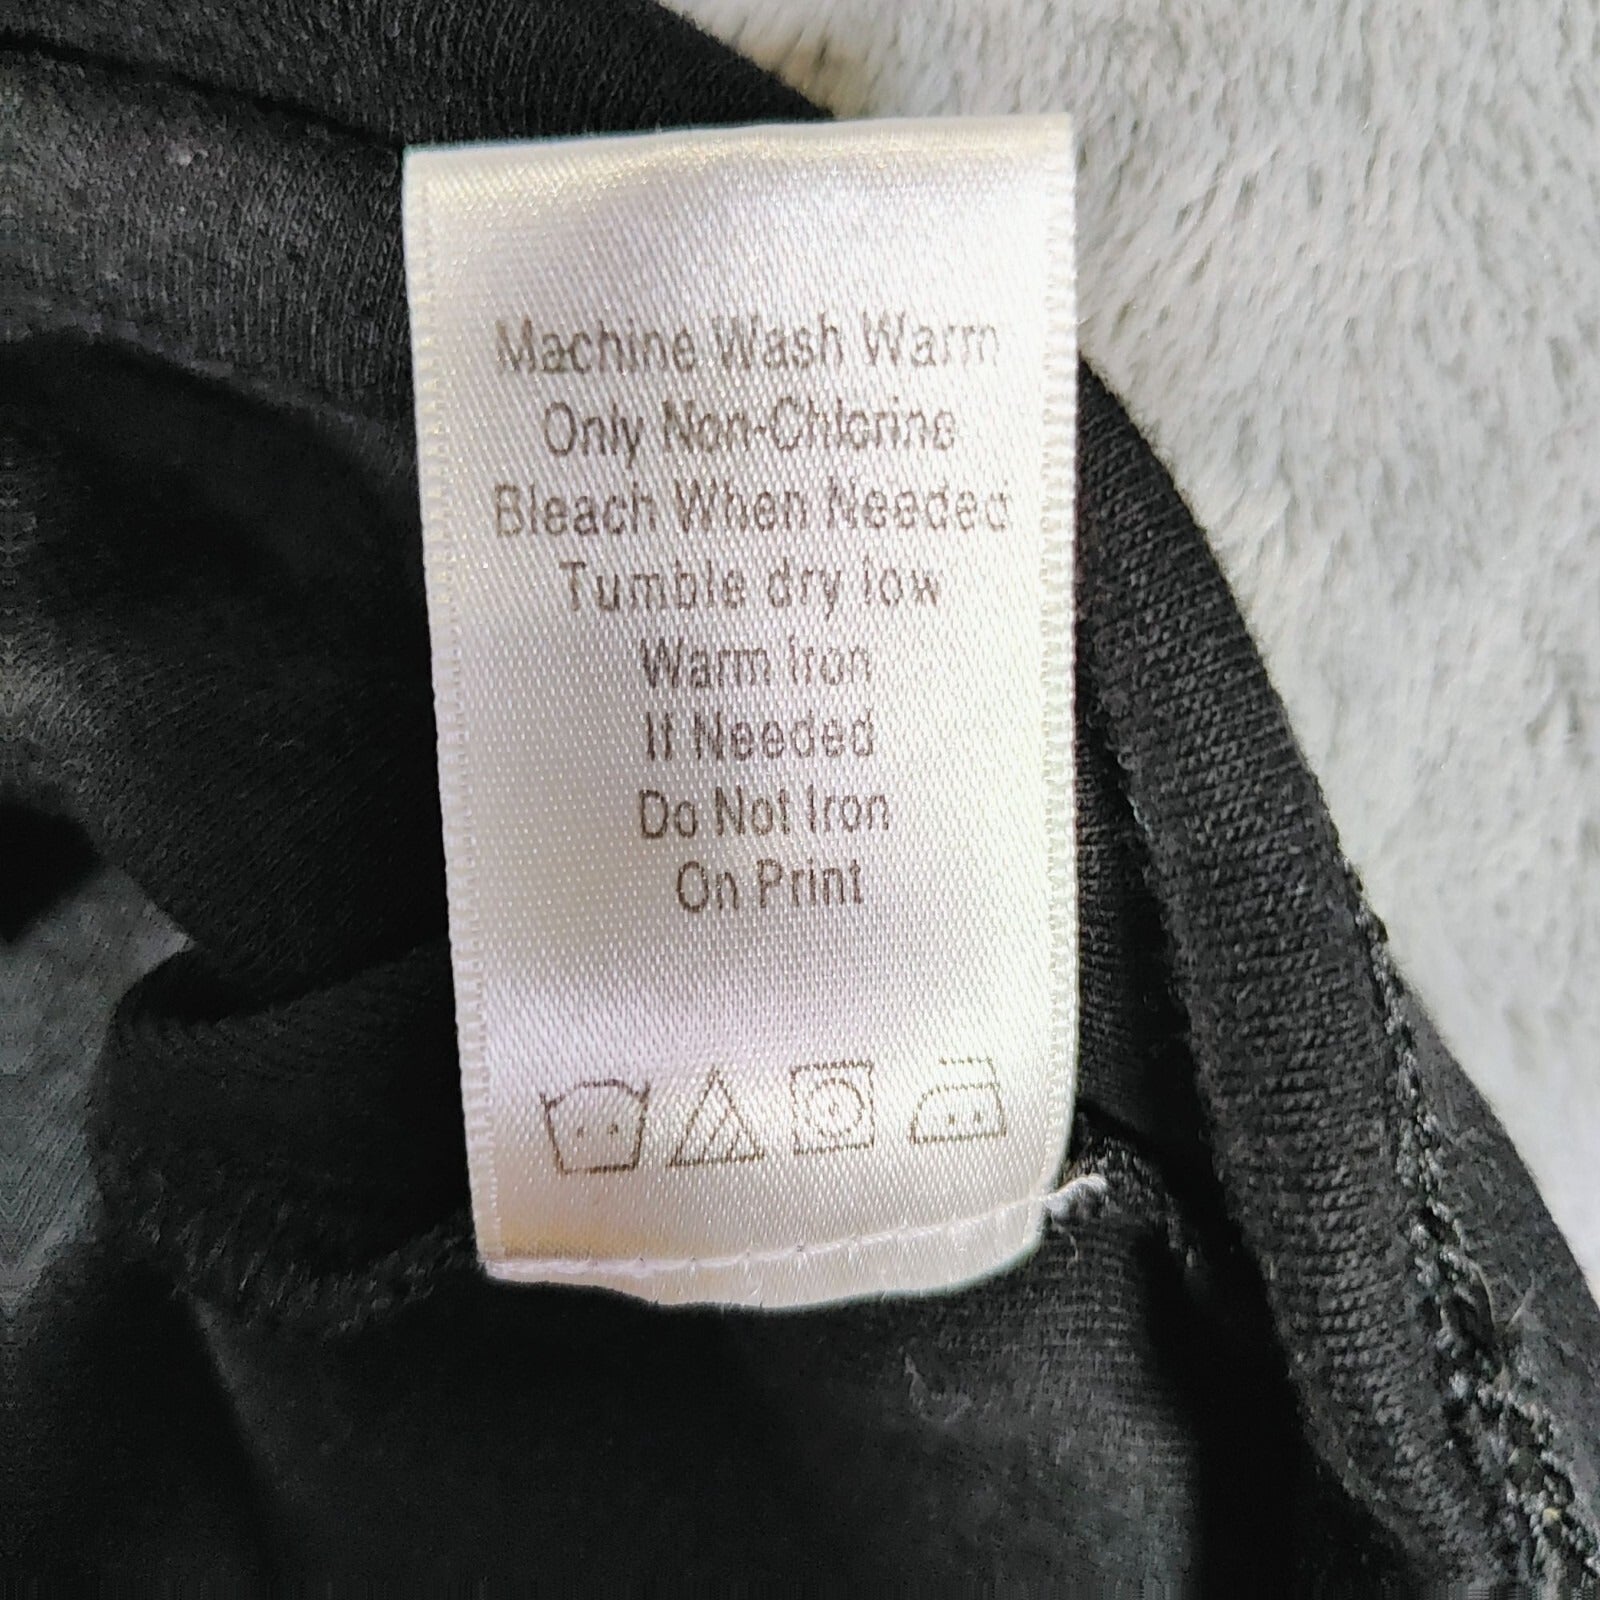 Machine Wash Warm
Only Non-Chlorine
Bleach When Needed
Tumble dry low
Warm Iron
If Needed
Do Not Iron
On Print